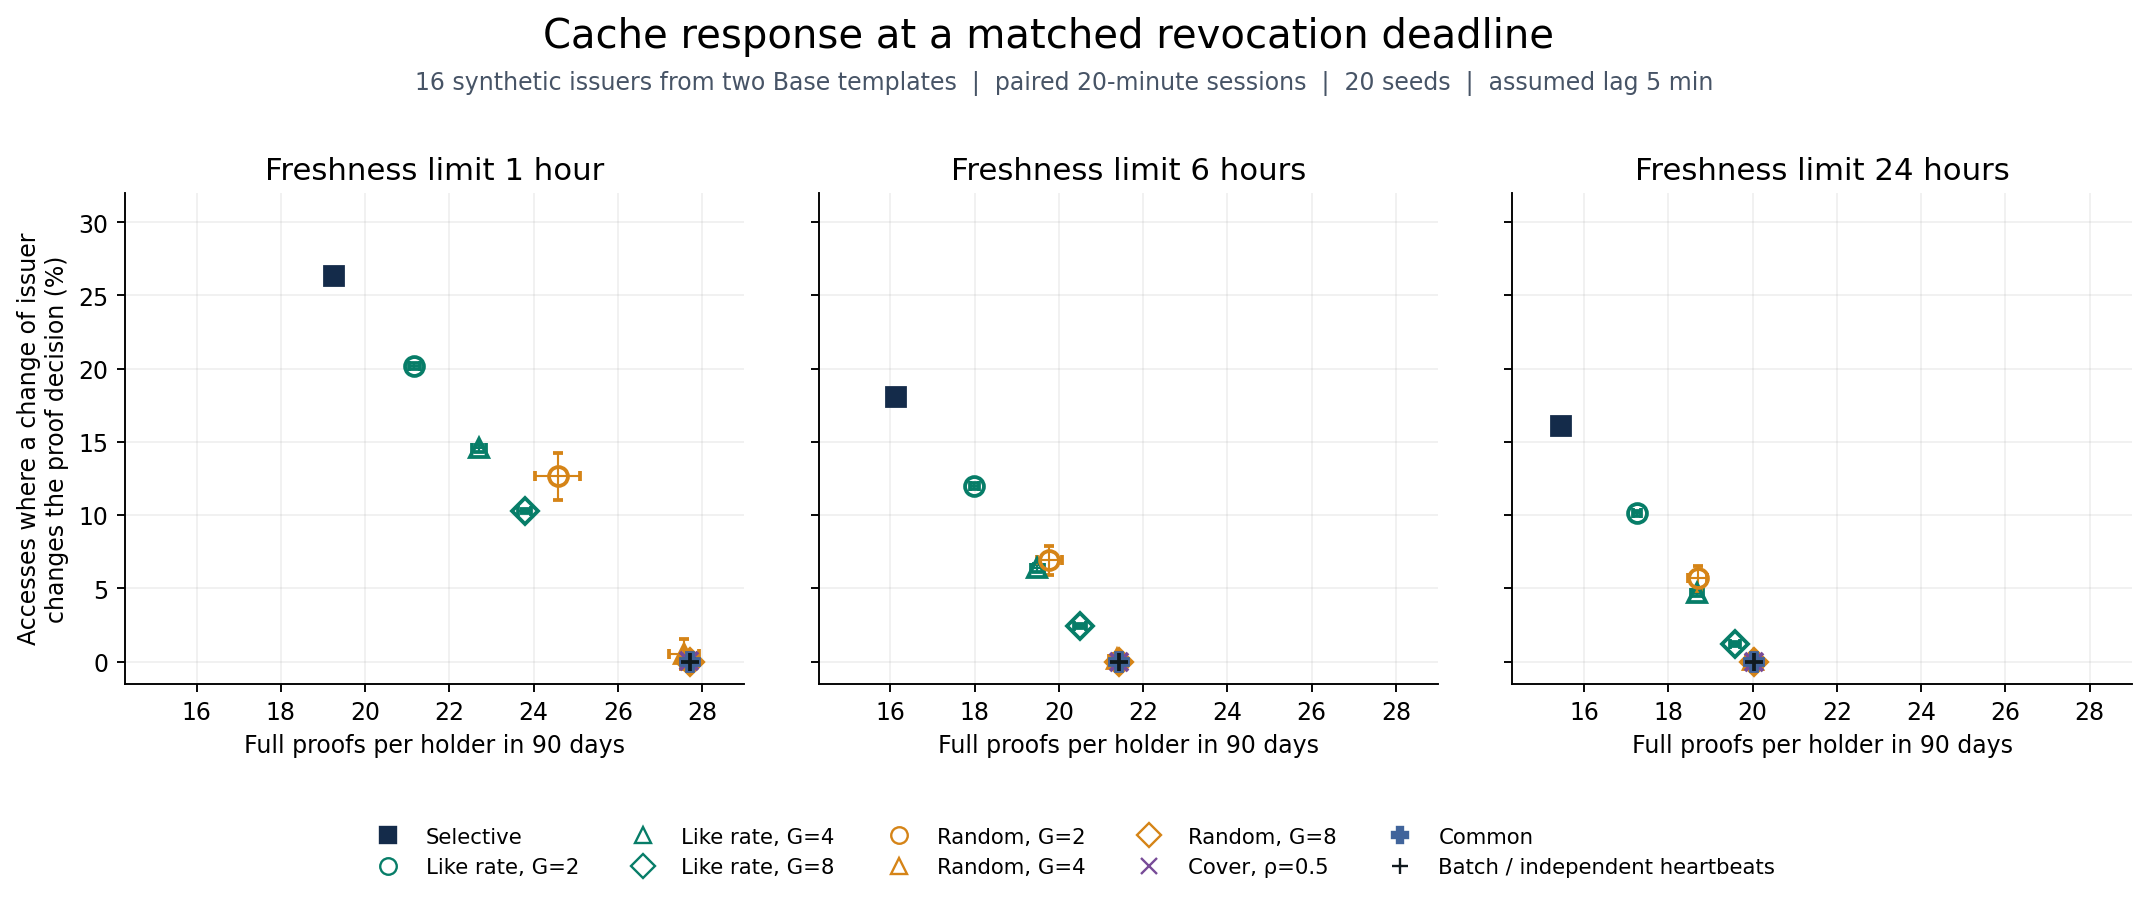 Cache response at a matched revocation deadline
16 synthetic issuers from two Base templates | paired 20-minute sessions | 20 seeds | assumed lag 5 min
Freshness limit 1 hour
Freshness limit 6 hours
Freshness limit 24 hours
Accesses where a change of issuer
changes the proof decision (%)
30
25
20
15
10
5
0
16 18 20 22 24 26 28
16 18 20 22 24 26 28
16 18 20 22 24 26 28
Full proofs per holder in 90 days
Full proofs per holder in 90 days
Full proofs per holder in 90 days
Selective
Like rate, G=2
Like rate, G=4
Like rate, G=8
Random, G=2
Random, G=4
Random, G=8
Cover, ρ=0.5
Common
Batch / independent heartbeats